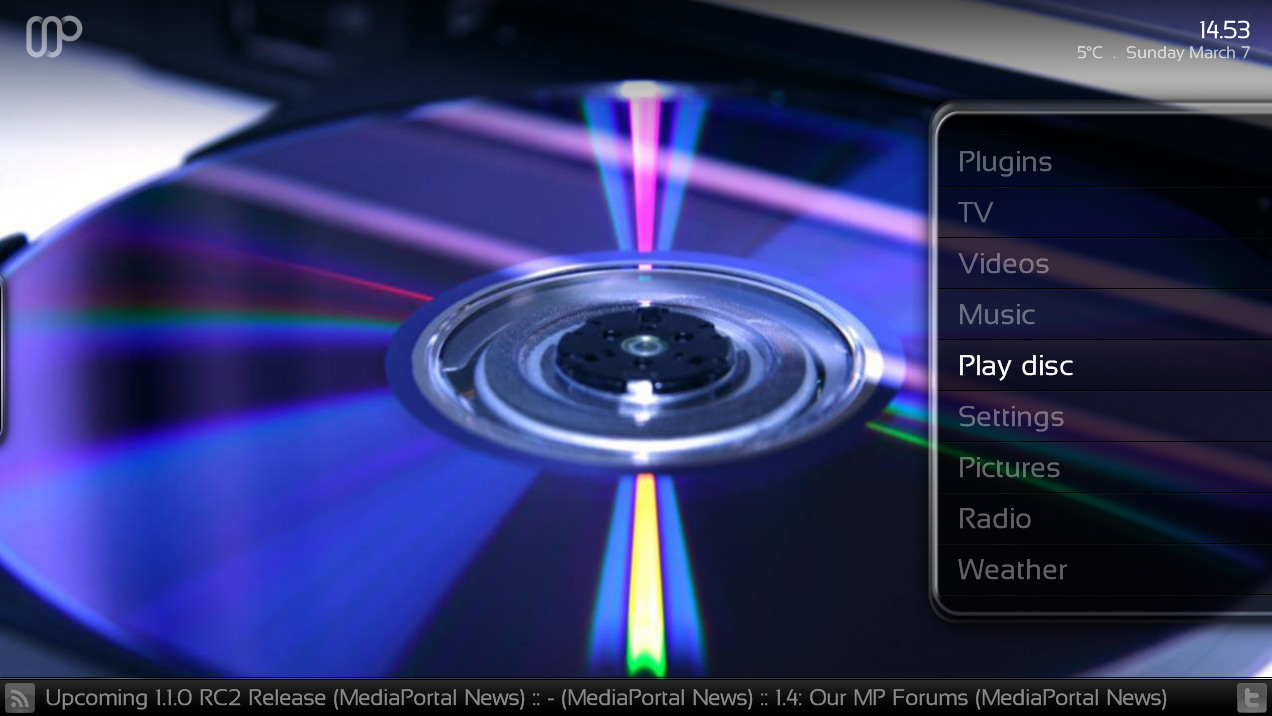 14.53
5°C . Sunday March 7
Plugins
TV
Videos
Music
Play disc
Settings
Pictures
Radio
Weather
Upcoming 1.1.0 RC2 Release (MediaPortal News) :: - (MediaPortal News) :: 1.4: Our MP Forums (MediaPortal News)